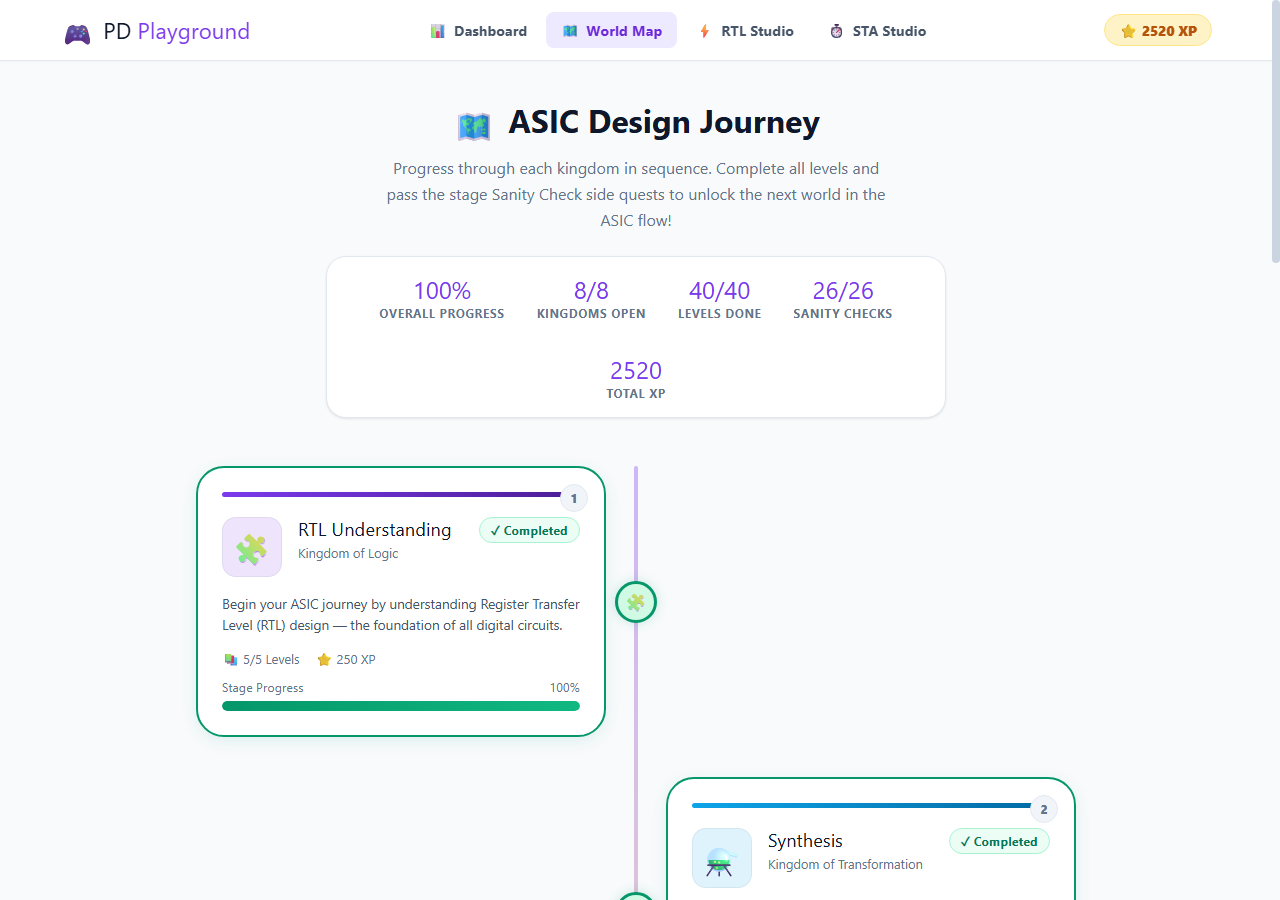 PD Playground
Dashboard
World Map
RTL Studio
STA Studio
2520 XP
ASIC Design Journey
Progress through each kingdom in sequence. Complete all levels and
pass the stage Sanity Check side quests to unlock the next world in the
ASIC flow!
100%
OVERALL PROGRESS
8/8
KINGDOMS OPEN
40/40
LEVELS DONE
26/26
SANITY CHECKS
2520
TOTAL XP
1
RTL Understanding
✓ Completed
Kingdom of Logic
Begin your ASIC journey by understanding Register Transfer
Level (RTL) design — the foundation of all digital circuits.
5/5 Levels
250 XP
Stage Progress
100%
2
Synthesis
✓ Completed
Kingdom of Transformation